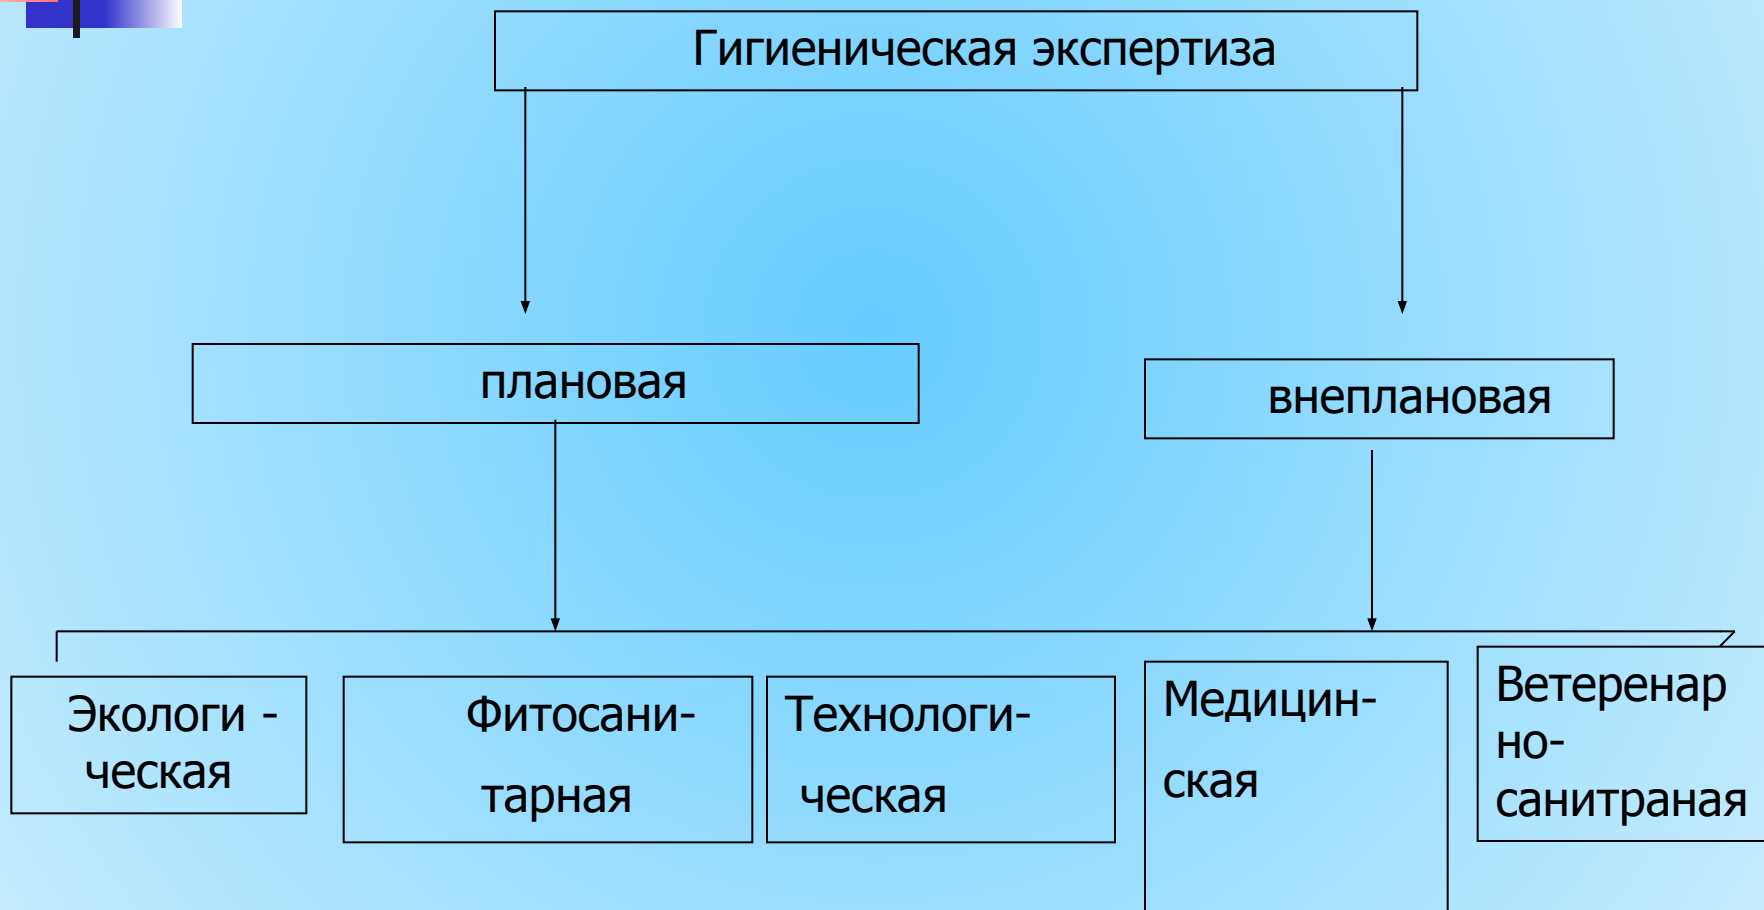 Гигиеническая экспертиза
плановая
внеплановая
Экологи -
ческая
Фитосани-
тарная
Технологи-
ческая
Медицин-
ская
Ветеренар
но-
санитраная